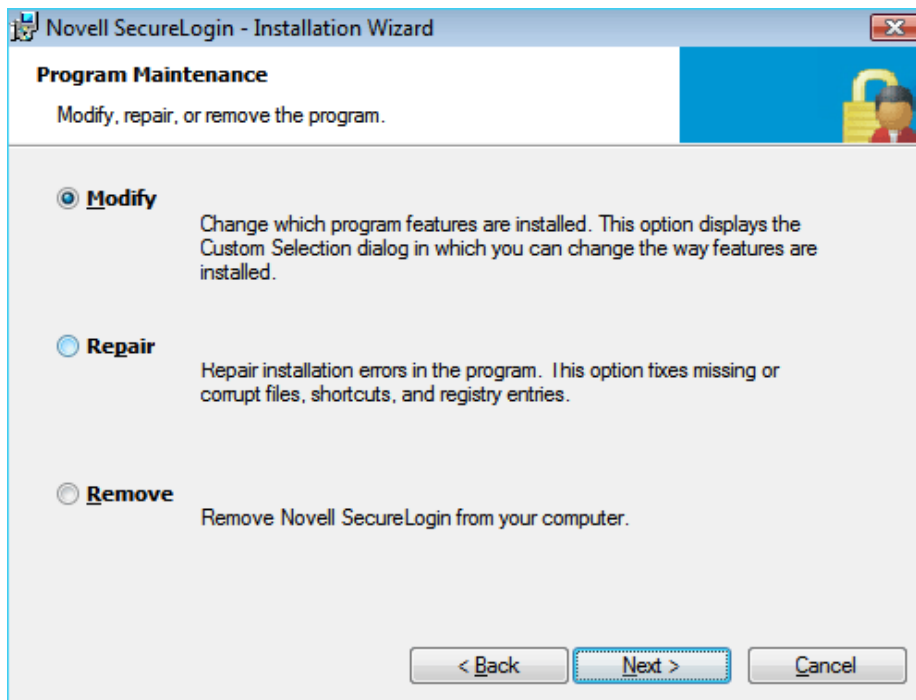 Novell SecureLogin - Installation Wizard
Program Maintenance
Modify, repair, or remove the program.
Modify
Change which program features are installed. This option displays the
Custom Selection dialog in which you can change the way features are
installed.
Repair
Repair installation errors in the program. This option fixes missing or
corrupt files, shortcuts, and registry entries.
Remove
Remove Novell SecureLogin from your computer.
< Back
Next >
Cancel